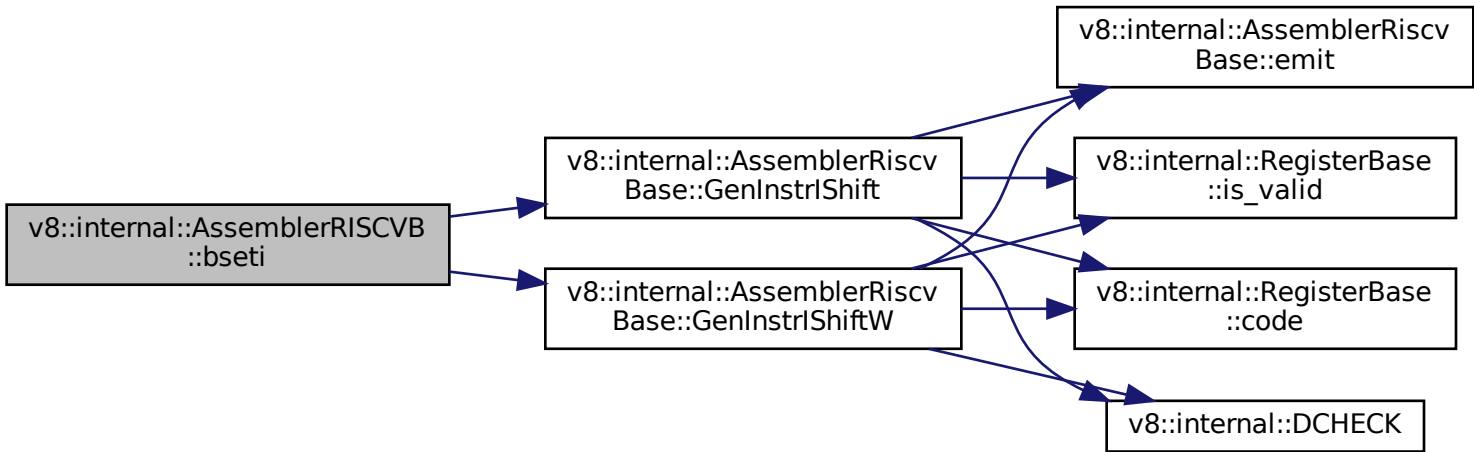 v8::internal::AssemblerRISCVB
::bseti
v8::internal::AssemblerRiscv
Base::GenInstrIShift
v8::internal::AssemblerRiscv
Base::GenInstrIShiftW
v8::internal::AssemblerRiscv
Base::emit
v8::internal::RegisterBase
::is_valid
v8::internal::RegisterBase
::code
v8::internal::DCHECK